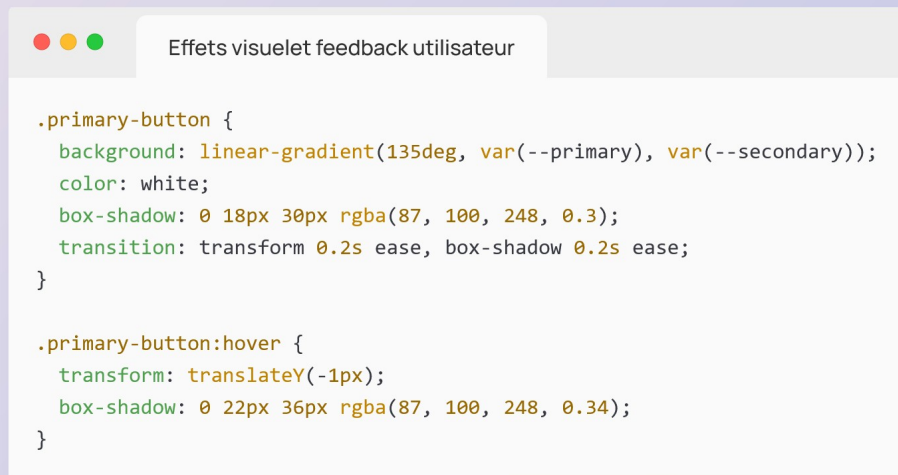 Effets visuelet feedback utilisateur
.primary-button {
  background: linear-gradient(135deg, var(--primary), var(--secondary));
  color: white;
  box-shadow: 0 18px 30px rgba(87, 100, 248, 0.3);
  transition: transform 0.2s ease, box-shadow 0.2s ease;
}
.primary-button:hover {
  transform: translateY(-1px);
  box-shadow: 0 22px 36px rgba(87, 100, 248, 0.34);
}